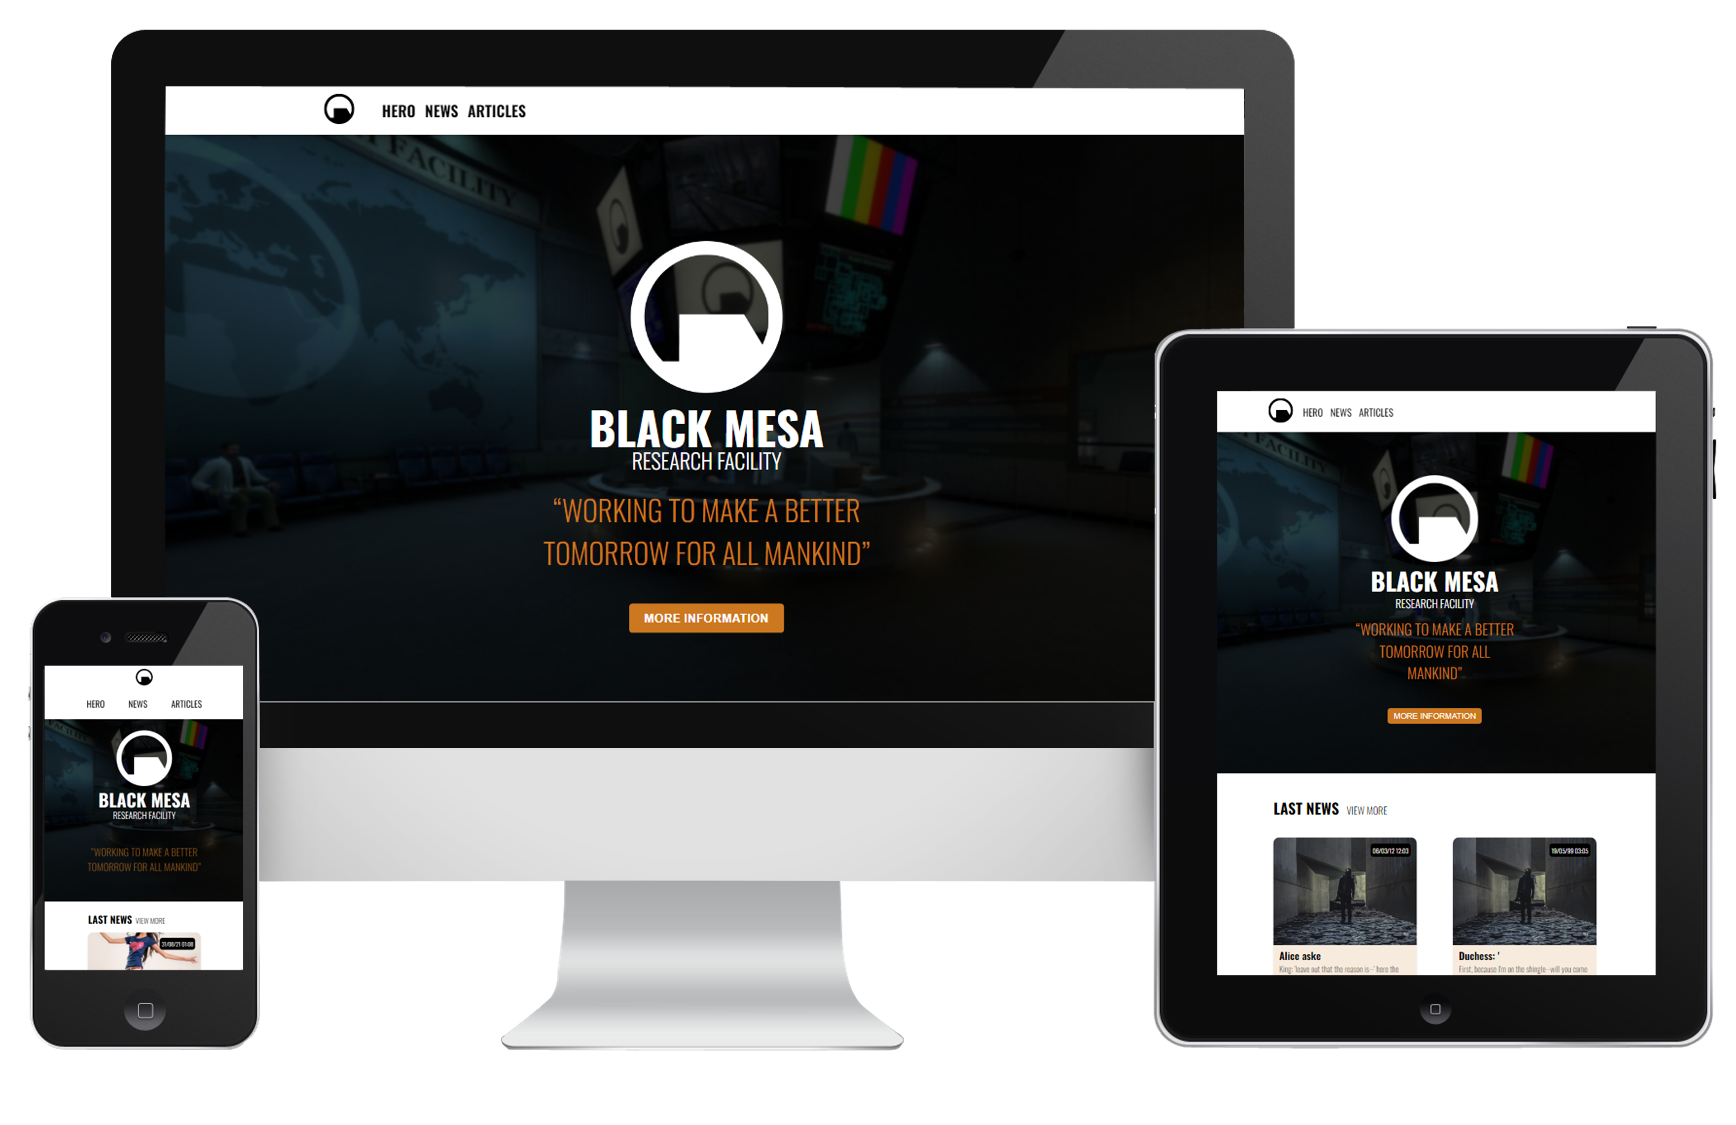 HERO NEWS ARTICLES
FACILITY
BLACK MESA
RESEARCH FACILITY
“WORKING TO MAKE A BETTER
TOMORROW FOR ALL MANKIND”
MORE INFORMATION
HERO NEWS ARTICLES
FACILITY
BLACK MESA
RESEARCH FACILITY
“WORKING TO MAKE A BETTER
TOMORROW FOR ALL
MANKIND”
MORE INFORMATION
LAST NEWS VIEW MORE
06/03/12 12:03
19/05/99 03:05
Alice aske
King: 'leave out that the reason is--' here the
Duchess: '
First, because I'm on the shingle--will you come
HERO NEWS ARTICLES
BLACK MESA
RESEARCH FACILITY
“WORKING TO MAKE A BETTER
TOMORROW FOR ALL MANKIND”
LAST NEWS VIEW MORE
31/08/21 01:08